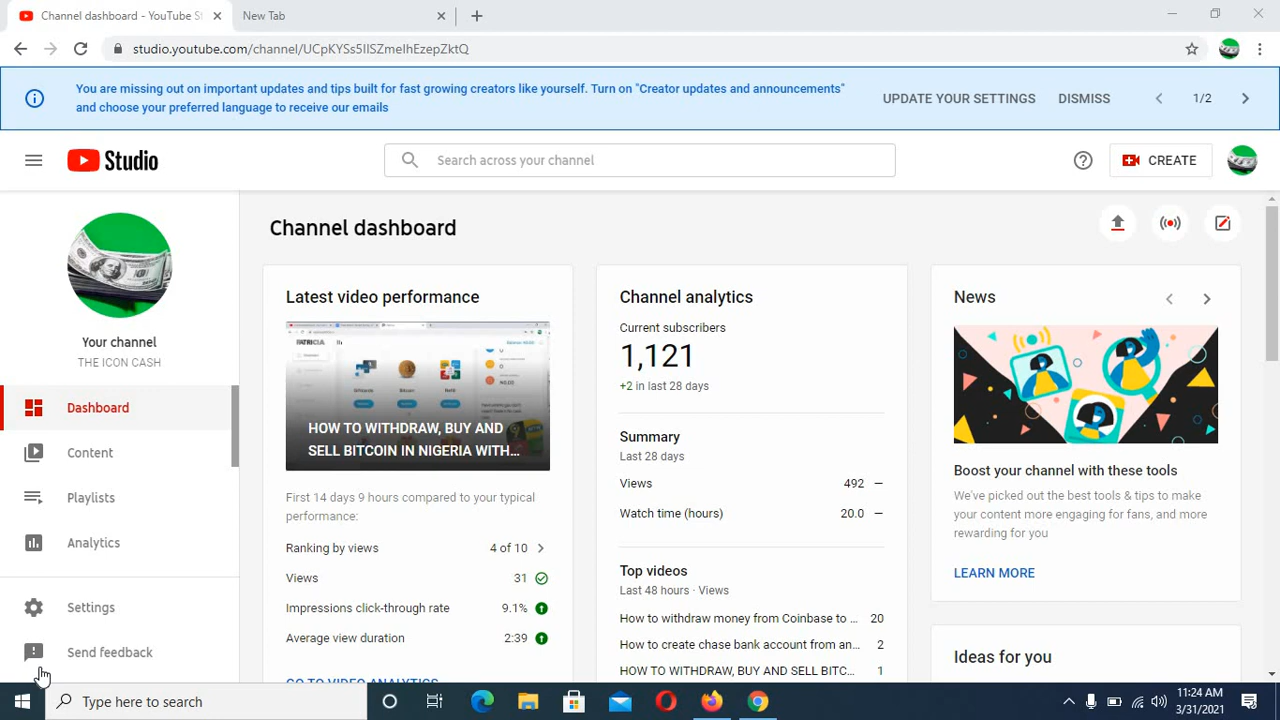 Channel dashboard - YouTube St
New Tab
studio.youtube.com/channel/UCpKYSs5IISZmeIhEzepZktQ
You are missing out on important updates and tips built for fast growing creators like yourself. Turn on "Creator updates and announcements"
and choose your preferred language to receive our emails
UPDATE YOUR SETTINGS
DISMISS
1/2
Studio
Search across your channel
CREATE
Your channel
THE ICON CASH
Dashboard
Content
Playlists
Analytics
Settings
Send feedback
Channel dashboard
Latest video performance
PATRICIA
HOW TO WITHDRAW, BUY AND
SELL BITCOIN IN NIGERIA WITH...
First 14 days 9 hours compared to your typical
performance:
Ranking by views 4 of 10
Views 31
Impressions click-through rate 9.1%
Average view duration 2:39
GO TO VIDEO ANALYTICS
Channel analytics
Current subscribers
1,121
+2 in last 28 days
Summary
Last 28 days
Views 492 —
Watch time (hours) 20.0 —
Top videos
Last 48 hours · Views
How to withdraw money from Coinbase to ... 20
How to create chase bank account from an... 2
HOW TO WITHDRAW, BUY AND SELL BITC... 1
News
Boost your channel with these tools
We've picked out the best tools & tips to make
your content more engaging for fans, and more
rewarding for you
LEARN MORE
Ideas for you
Type here to search
11:24 AM
3/31/2021